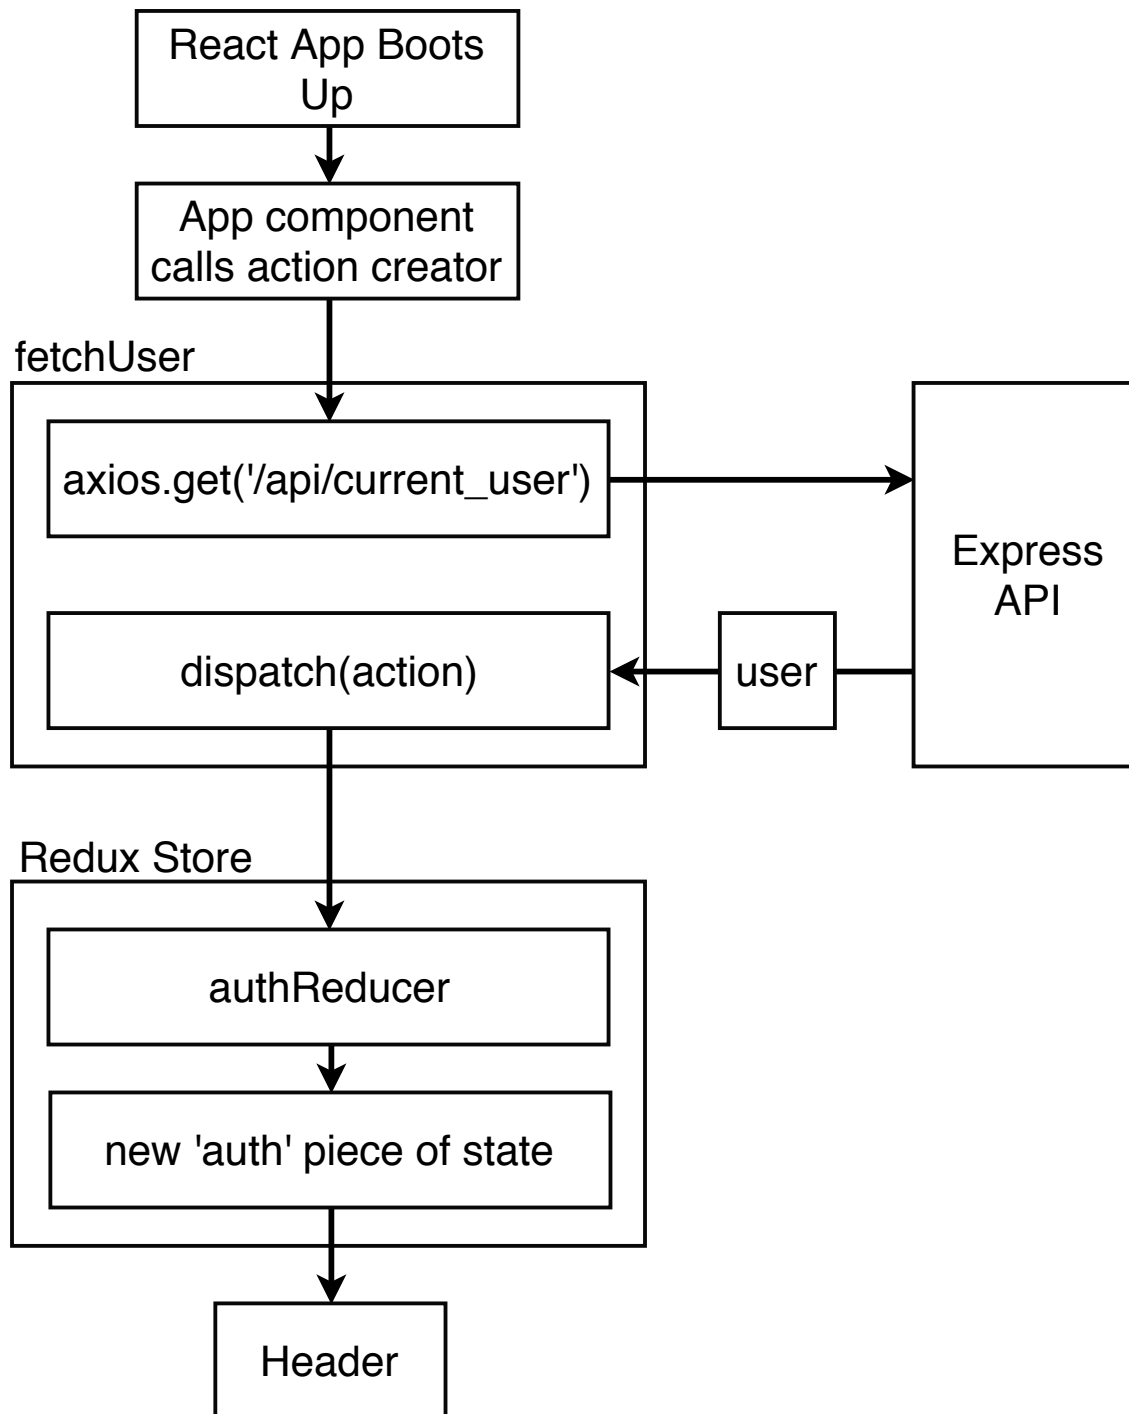 React App Boots
Up
App component
calls action creator
fetchUser
axios.get('/api/current_user')
Express
API
dispatch(action)
user
Redux Store
authReducer
new 'auth' piece of state
Header